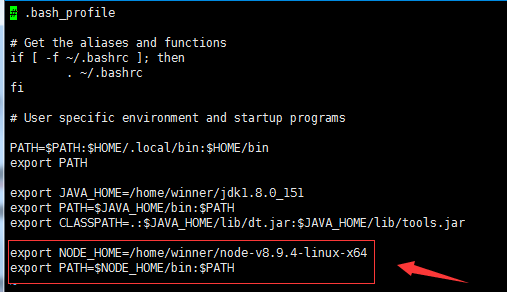 # .bash_profile
# Get the aliases and functions
if [ -f ~/.bashrc ]; then
        . ~/.bashrc
fi
# User specific environment and startup programs
PATH=$PATH:$HOME/.local/bin:$HOME/bin
export PATH
export JAVA_HOME=/home/winner/jdk1.8.0_151
export PATH=$JAVA_HOME/bin:$PATH
export CLASSPATH=.:$JAVA_HOME/lib/dt.jar:$JAVA_HOME/lib/tools.jar
export NODE_HOME=/home/winner/node-v8.9.4-linux-x64
export PATH=$NODE_HOME/bin:$PATH